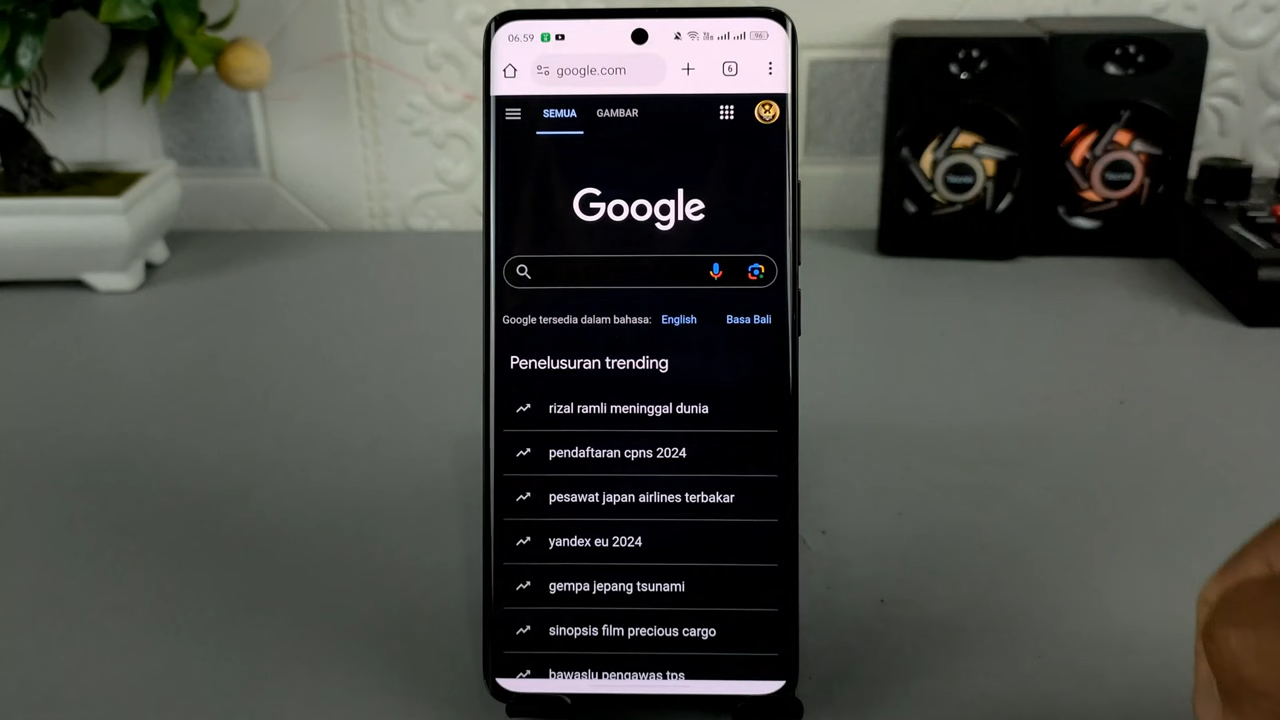 06.59
96
google.com
6
SEMUA GAMBAR
Google
Google tersedia dalam bahasa: English Basa Bali
Penelusuran trending
rizal ramli meninggal dunia
pendaftaran cpns 2024
pesawat japan airlines terbakar
yandex eu 2024
gempa jepang tsunami
sinopsis film precious cargo
bawaslu pengawas tps